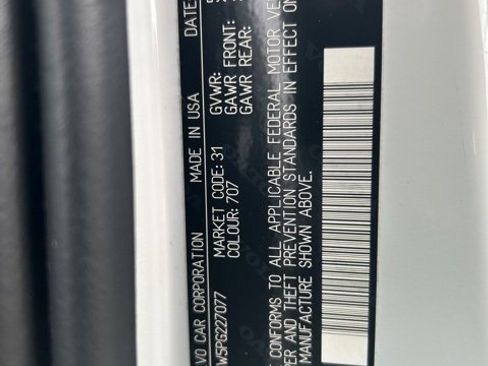 VO CAR CORPORATION MADE IN USA DATE
W5PG227077
MARKET CODE: 31
COLOUR: 707
GVWR:
GAWR FRONT:
GAWR REAR:
CONFORMS TO ALL APPLICABLE FEDERAL MOTOR VE
PER AND THEFT PREVENTION STANDARDS IN EFFECT ON
MANUFACTURE SHOWN ABOVE.